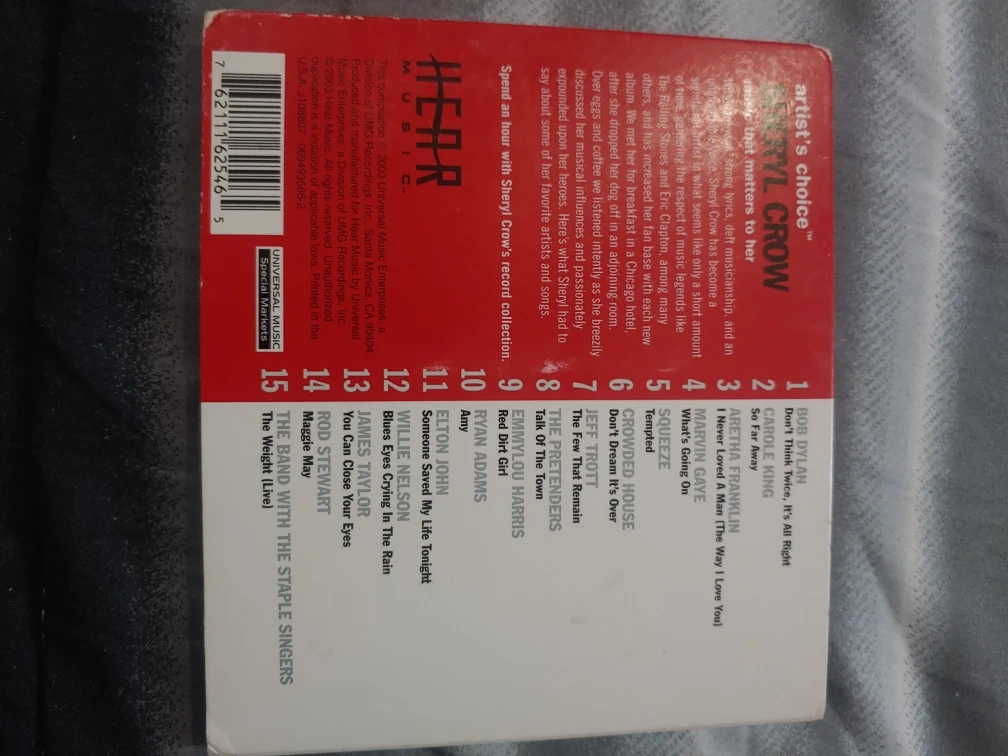 artist's choice™
SHERYL CROW
music that matters to her
strong lyrics, deft musicianship, and an
voice, Sheryl Crow has become a
in what seems like only a short amount
of time, garnering the respect of music legends like
The Rolling Stones and Eric Clapton, among many
others, and has increased her fan base with each new
album. We met her for breakfast in a Chicago hotel,
after she dropped her dog off in an adjoining room.
Over eggs and coffee we listened intently as she breezily
discussed her musical influences and passionately
expounded upon her heroes. Here's what Sheryl had to
say about some of her favorite artists and songs.
Spend an hour with Sheryl Crow's record collection.
HEAR
MUSIC™
This compilation ℗ 2003 Universal Music Enterprises, a
Division of UMG Recordings, Inc., Santa Monica, CA 90404
Produced and manufactured for Hear Music by Universal
Music Enterprises, a Division of UMG Recordings, Inc.
© 2003 Hear Music. All rights reserved. Unauthorized
duplication is a violation of applicable laws. Printed in the
U.S.A.
7 62111 62546 5
UNIVERSAL MUSIC
Special Markets
1 BOB DYLAN
Don't Think Twice, It's All Right
2 CAROLE KING
So Far Away
3 ARETHA FRANKLIN
I Never Loved A Man (The Way I Love You)
4 MARVIN GAYE
What's Going On
5 SQUEEZE
Tempted
6 CROWDED HOUSE
Don't Dream It's Over
7 JEFF TROTT
The Few That Remain
8 THE PRETENDERS
Talk Of The Town
9 EMMYLOU HARRIS
Red Dirt Girl
10 RYAN ADAMS
Amy
11 ELTON JOHN
Someone Saved My Life Tonight
12 WILLIE NELSON
Blues Eyes Crying In The Rain
13 JAMES TAYLOR
You Can Close Your Eyes
14 ROD STEWART
Maggie May
15 THE BAND WITH THE STAPLE SINGERS
The Weight (Live)